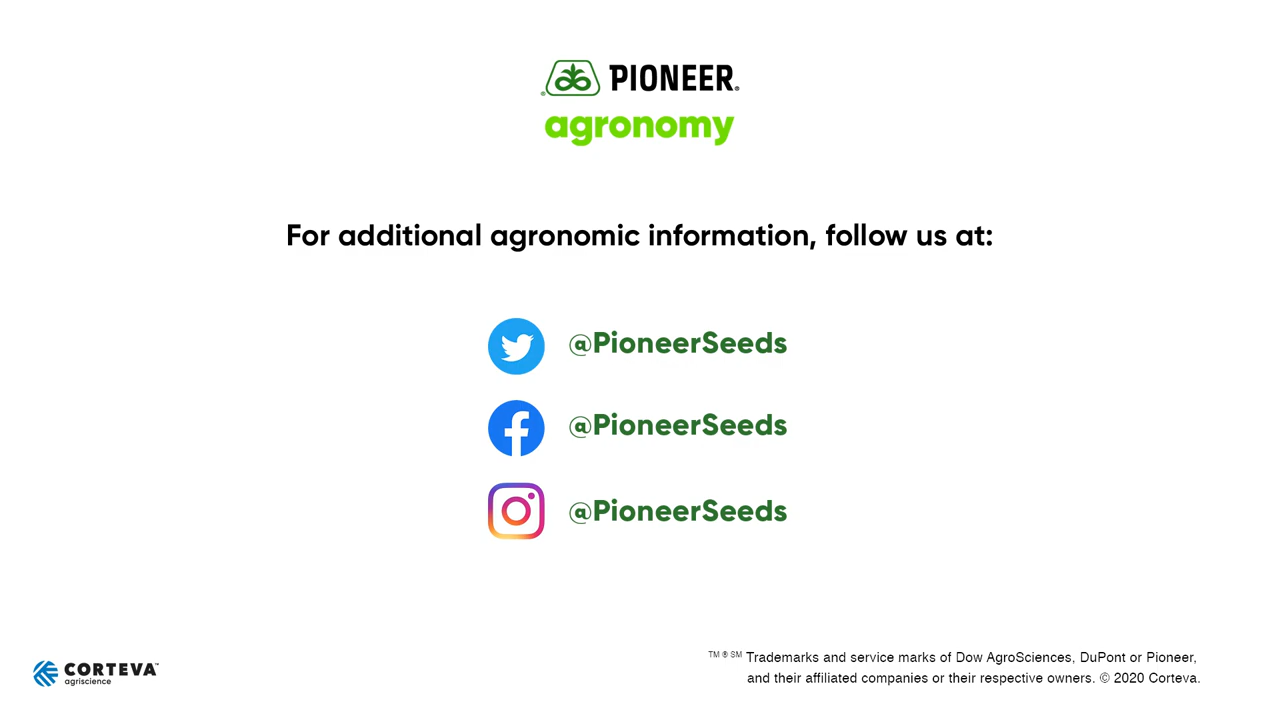 PIONEER®
agronomy
For additional agronomic information, follow us at:
@PioneerSeeds
@PioneerSeeds
@PioneerSeeds
CORTEVA™
agriscience
TM ® SM Trademarks and service marks of Dow AgroSciences, DuPont or Pioneer,
and their affiliated companies or their respective owners. © 2020 Corteva.